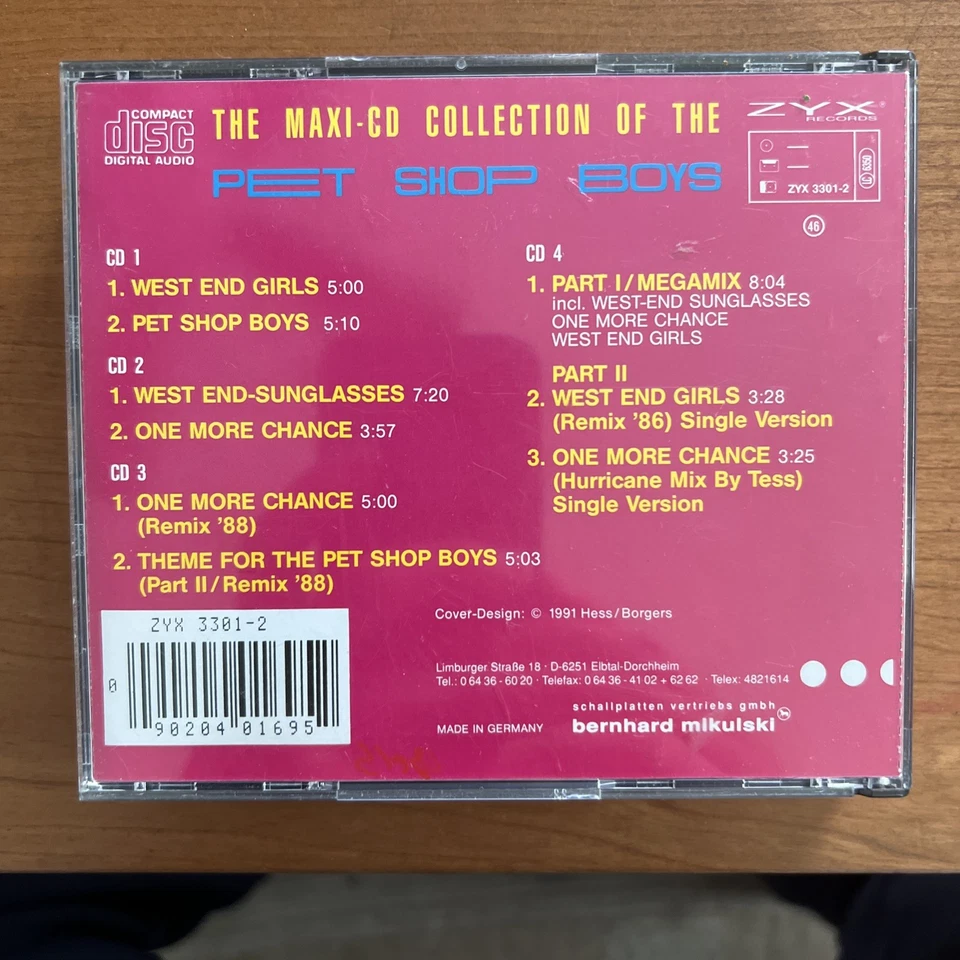 COMPACT
disc
DIGITAL AUDIO
THE MAXI-CD COLLECTION OF THE
PET SHOP BOYS
ZYX®
RECORDS
ZYX 3301-2
LC 6350
46
CD 1
1. WEST END GIRLS 5:00
2. PET SHOP BOYS 5:10
CD 2
1. WEST END-SUNGLASSES 7:20
2. ONE MORE CHANCE 3:57
CD 3
1. ONE MORE CHANCE 5:00
(Remix '88)
2. THEME FOR THE PET SHOP BOYS 5:03
(Part II/Remix '88)
CD 4
1. PART I/MEGAMIX 8:04
incl. WEST-END SUNGLASSES
ONE MORE CHANCE
WEST END GIRLS
PART II
2. WEST END GIRLS 3:28
(Remix '86) Single Version
3. ONE MORE CHANCE 3:25
(Hurricane Mix By Tess)
Single Version
ZYX 3301-2
0 90204 01695
Cover-Design: © 1991 Hess/Borgers
Limburger Straße 18 · D-6251 Elbtal-Dorchheim
Tel.: 0 64 36 - 60 20 · Telefax: 0 64 36 - 41 02 + 62 62 · Telex: 4821614
schallplatten vertriebs gmbh
MADE IN GERMANY
bernhard mikulski